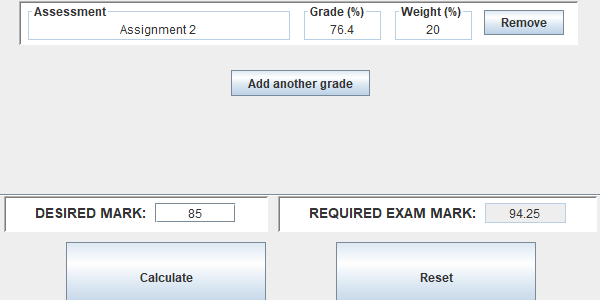 Assessment Grade (%) Weight (%)
Assignment 2 76.4 20 Remove
Add another grade
DESIRED MARK: 85 REQUIRED EXAM MARK: 94.25
Calculate Reset